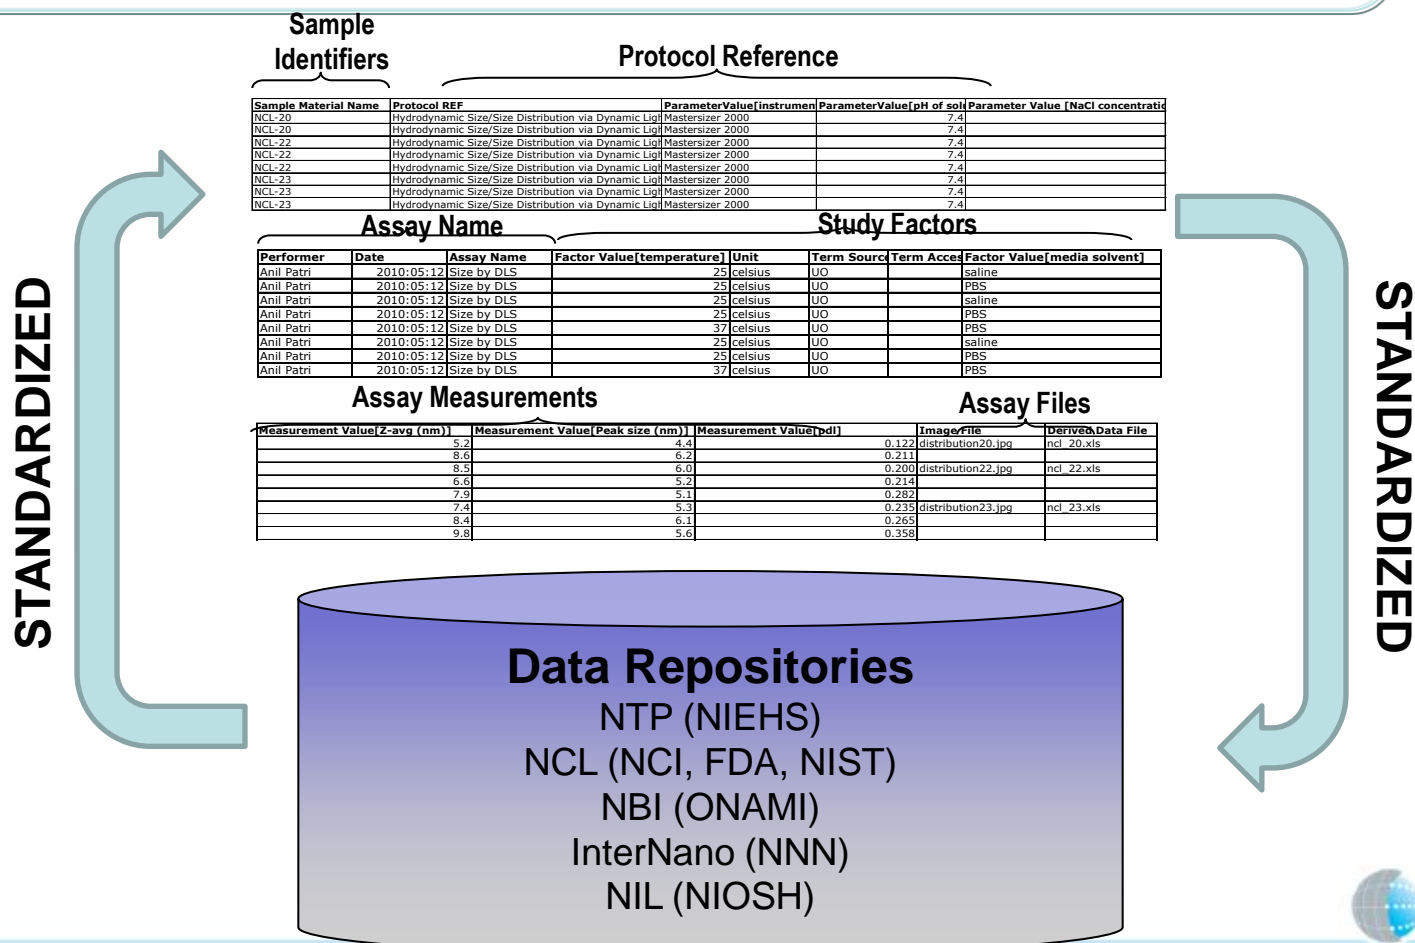 Sample
Identifiers
Protocol Reference
Sample Material Name Protocol REF ParameterValue[instrumen ParameterValue[pH of solu Parameter Value [NaCl concentratio
NCL-20 Hydrodynamic Size/Size Distribution via Dynamic Ligh Mastersizer 2000 7.4
NCL-20 Hydrodynamic Size/Size Distribution via Dynamic Ligh Mastersizer 2000 7.4
NCL-22 Hydrodynamic Size/Size Distribution via Dynamic Ligh Mastersizer 2000 7.4
NCL-22 Hydrodynamic Size/Size Distribution via Dynamic Ligh Mastersizer 2000 7.4
NCL-22 Hydrodynamic Size/Size Distribution via Dynamic Ligh Mastersizer 2000 7.4
NCL-23 Hydrodynamic Size/Size Distribution via Dynamic Ligh Mastersizer 2000 7.4
NCL-23 Hydrodynamic Size/Size Distribution via Dynamic Ligh Mastersizer 2000 7.4
NCL-23 Hydrodynamic Size/Size Distribution via Dynamic Ligh Mastersizer 2000 7.4
Assay Name
Study Factors
Performer Date Assay Name Factor Value[temperature] Unit Term Source Term Acces Factor Value[media solvent]
Anil Patri 2010:05:12 Size by DLS 25 celsius UO saline
Anil Patri 2010:05:12 Size by DLS 25 celsius UO PBS
Anil Patri 2010:05:12 Size by DLS 25 celsius UO saline
Anil Patri 2010:05:12 Size by DLS 25 celsius UO PBS
Anil Patri 2010:05:12 Size by DLS 37 celsius UO PBS
Anil Patri 2010:05:12 Size by DLS 25 celsius UO saline
Anil Patri 2010:05:12 Size by DLS 25 celsius UO PBS
Anil Patri 2010:05:12 Size by DLS 37 celsius UO PBS
Assay Measurements
Assay Files
Measurement Value[Z-avg (nm)] Measurement Value[Peak size (nm)] Measurement Value[pdl] Image File Derived Data File
5.2 4.4 0.122 distribution20.jpg ncl_20.xls
8.6 6.2 0.211
8.5 6.0 0.200 distribution22.jpg ncl_22.xls
6.6 5.2 0.214
7.9 5.1 0.282
7.4 5.3 0.235 distribution23.jpg ncl_23.xls
8.4 6.1 0.265
9.8 5.6 0.358
STANDARDIZED
STANDARDIZED
Data Repositories
NTP (NIEHS)
NCL (NCI, FDA, NIST)
NBI (ONAMI)
InterNano (NNN)
NIL (NIOSH)